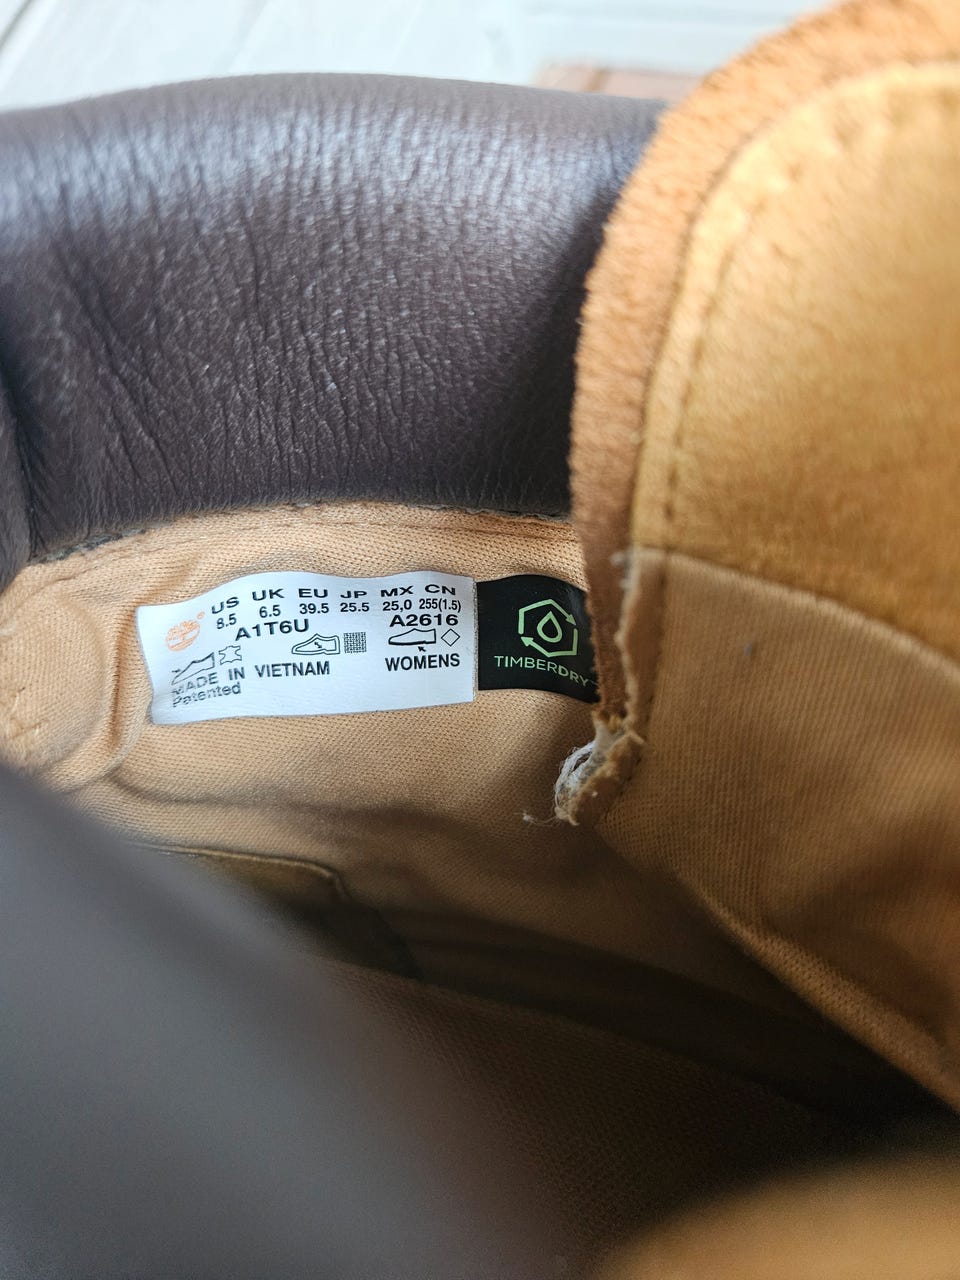 US UK EU JP MX CN
8.5 6.5 39.5 25.5 25,0 255(1.5)
A1T6U A2616
MADE IN VIETNAM WOMENS
Patented
TIMBERDRY